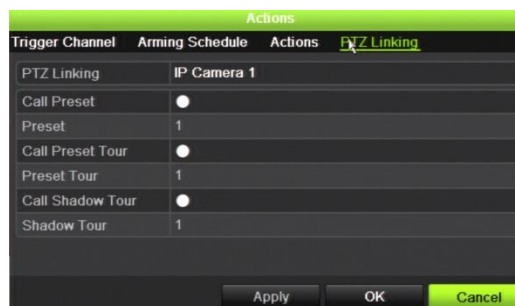 Actions
Trigger Channel Arming Schedule Actions PTZ Linking
PTZ Linking IP Camera 1
Call Preset
Preset 1
Call Preset Tour
Preset Tour 1
Call Shadow Tour
Shadow Tour 1
Apply OK Cancel